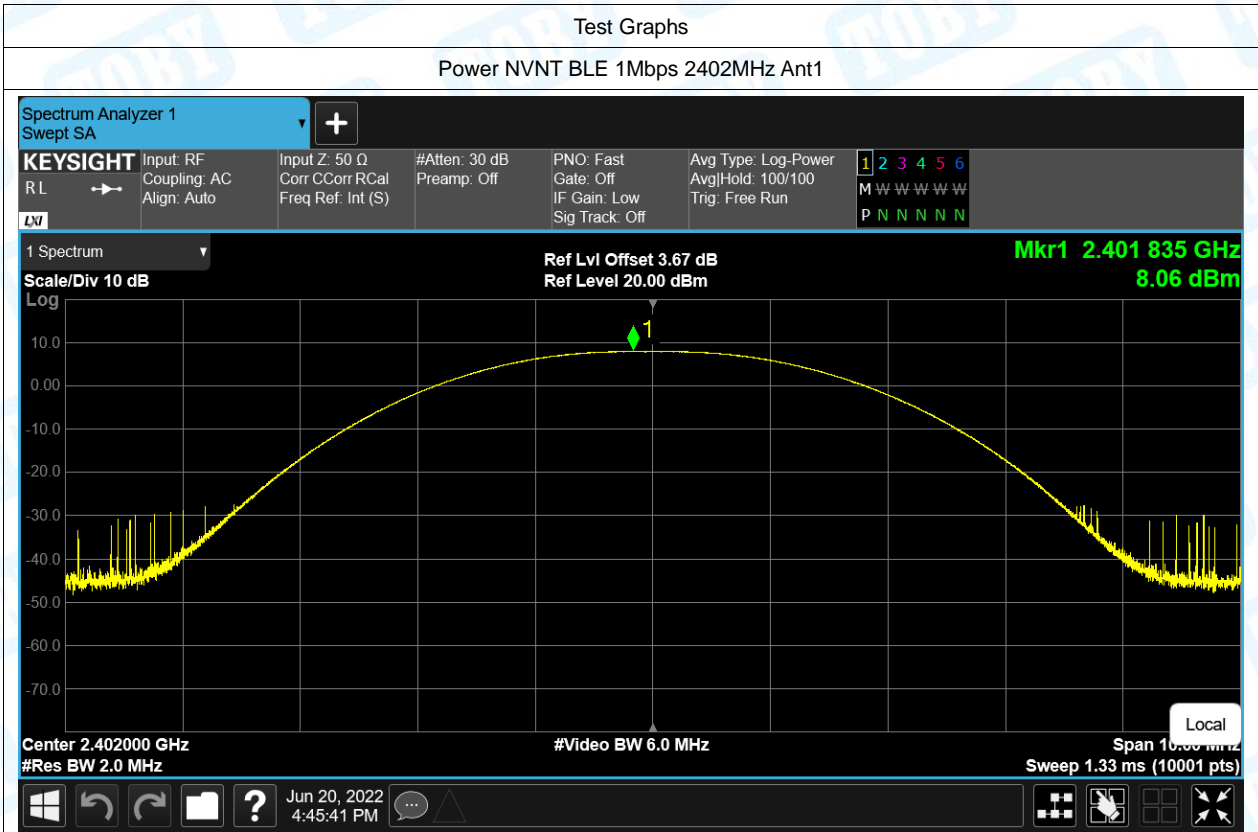 Test Graphs
Power NVNT BLE 1Mbps 2402MHz Ant1
Spectrum Analyzer 1
Swept SA
KEYSIGHT
R L
LXI
Input: RF
Coupling: AC
Align: Auto
Input Z: 50 Ω
Corr CCorr RCal
Freq Ref: Int (S)
#Atten: 30 dB
Preamp: Off
PNO: Fast
Gate: Off
IF Gain: Low
Sig Track: Off
Avg Type: Log-Power
Avg|Hold: 100/100
Trig: Free Run
1 2 3 4 5 6
M W W W W W
P N N N N N
1 Spectrum
Scale/Div 10 dB
Log
Ref Lvl Offset 3.67 dB
Ref Level 20.00 dBm
Mkr1 2.401 835 GHz
8.06 dBm
1
10.0
0.00
-10.0
-20.0
-30.0
-40.0
-50.0
-60.0
-70.0
Local
Center 2.402000 GHz
#Res BW 2.0 MHz
#Video BW 6.0 MHz
Span 10.00 MHz
Sweep 1.33 ms (10001 pts)
?
Jun 20, 2022
4:45:41 PM
TOBY